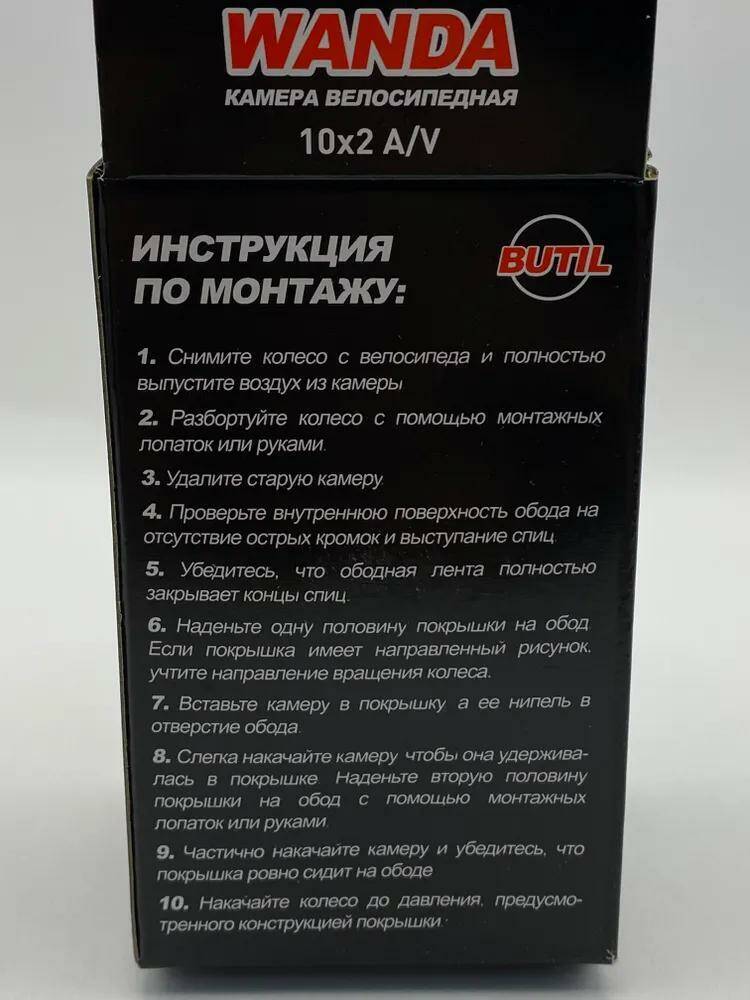 WANDA
КАМЕРА ВЕЛОСИПЕДНАЯ
10x2 A/V
ИНСТРУКЦИЯ
ПО МОНТАЖУ:
BUTIL
1. Снимите колесо с велосипеда и полностью
выпустите воздух из камеры
2. Разбортуйте колесо с помощью монтажных
лопаток или руками.
3. Удалите старую камеру
4. Проверьте внутреннюю поверхность обода на
отсутствие острых кромок и выступание спиц
5. Убедитесь, что ободная лента полностью
закрывает концы спиц.
6. Наденьте одну половину покрышки на обод
Если покрышка имеет направленный рисунок,
учтите направление вращения колеса.
7. Вставьте камеру в покрышку а ее нипель в
отверстие обода.
8. Слегка накачайте камеру чтобы она удержива-
лась в покрышке. Наденьте вторую половину
покрышки на обод с помощью монтажных
лопаток или руками.
9. Частично накачайте камеру и убедитесь, что
покрышка ровно сидит на ободе
10. Накачайте колесо до давления, предусмо-
тренного конструкцией покрышки.